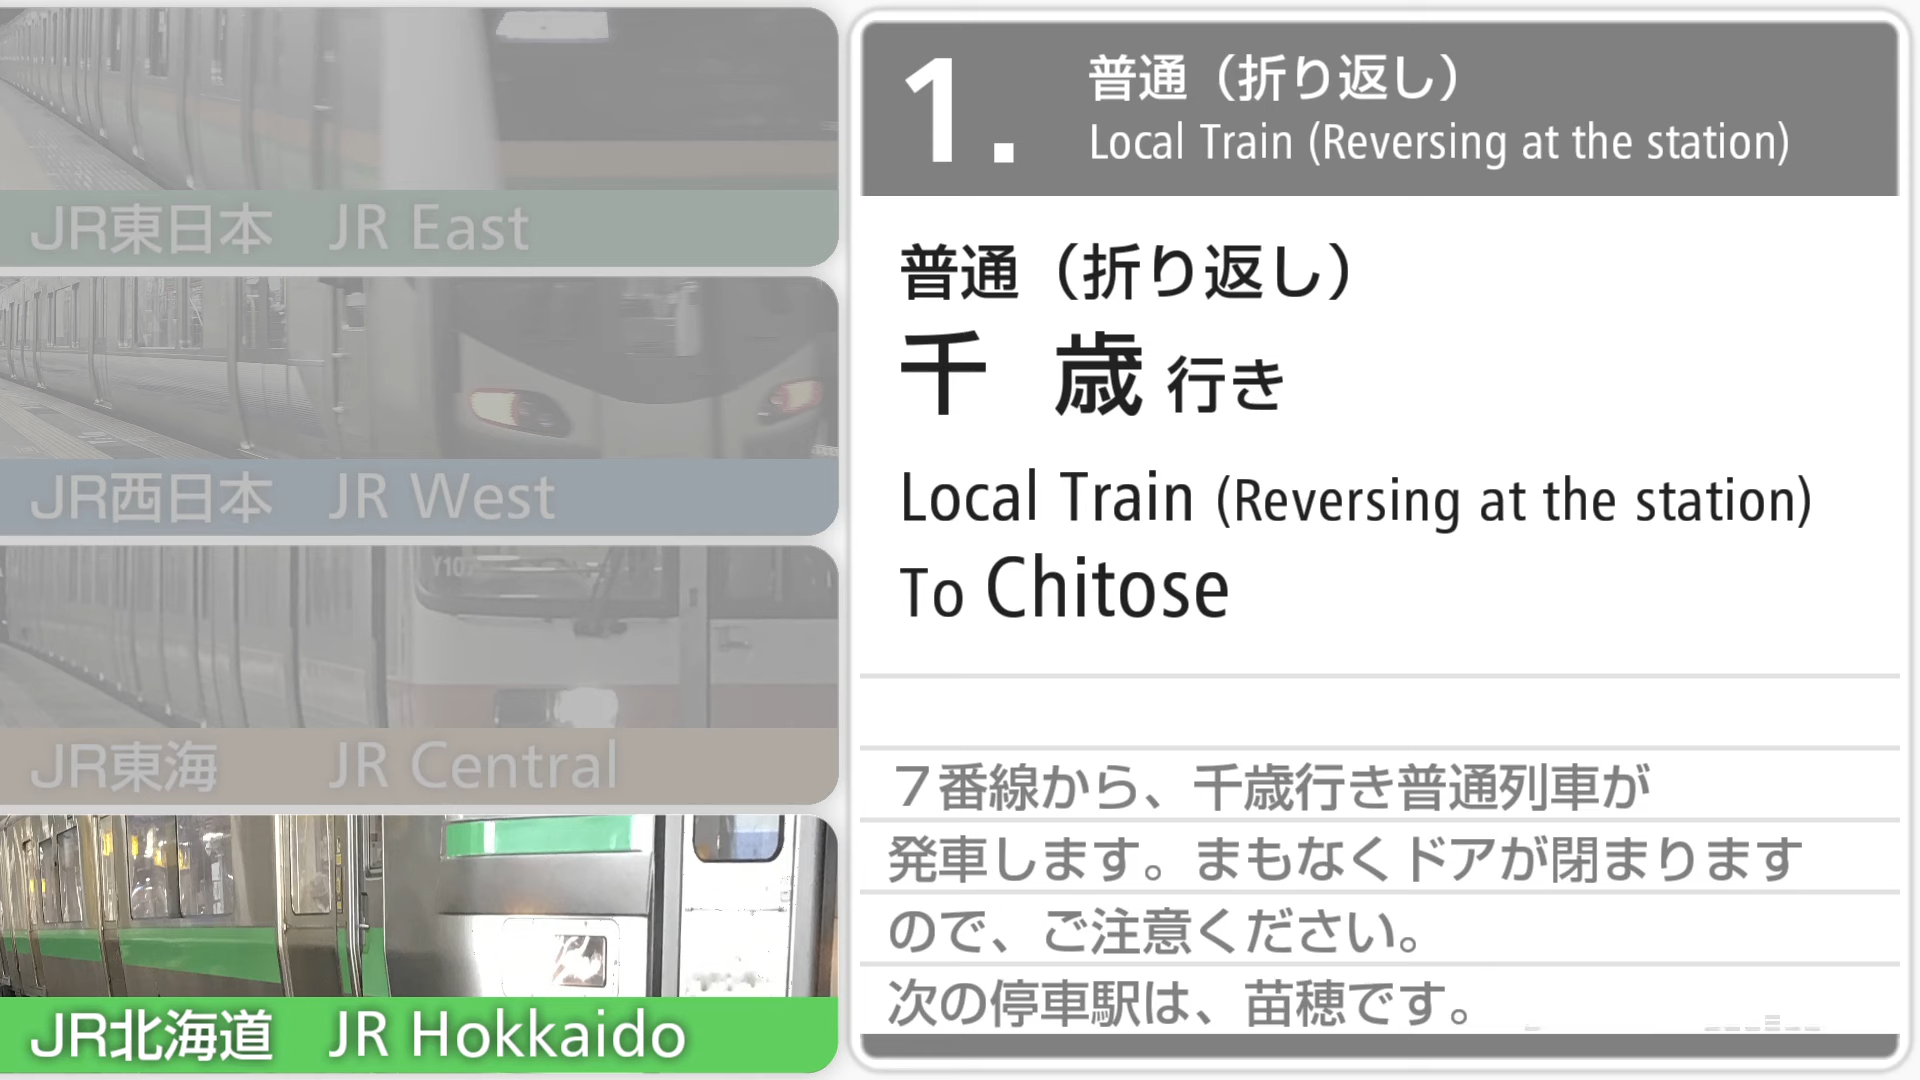 JR東日本 JR East
JR西日本 JR West
Y107
JR東海 JR Central
JR北海道 JR Hokkaido
1. 普通（折り返し）
Local Train (Reversing at the station)
普通（折り返し）
千歳行き
Local Train (Reversing at the station)
To Chitose
７番線から、千歳行き普通列車が
発車します。まもなくドアが閉まります
ので、ご注意ください。
次の停車駅は、苗穂です。